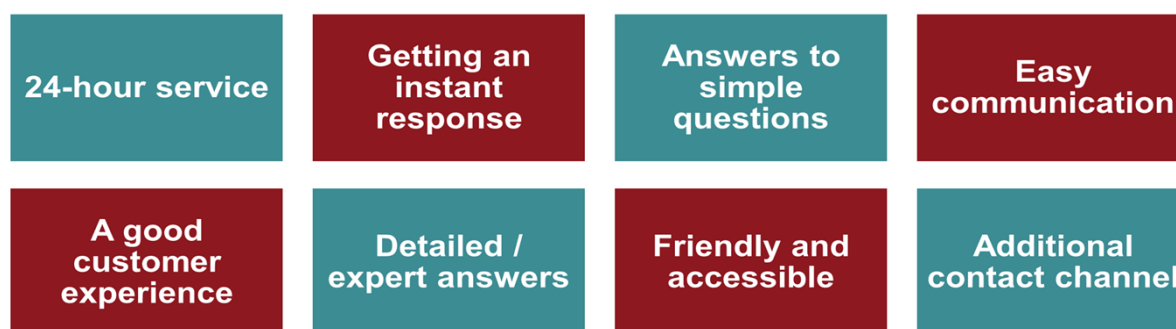 24-hour service
Getting an
instant
response
Answers to
simple
questions
Easy
communication
A good
customer
experience
Detailed /
expert answers
Friendly and
accessible
Additional
contact channel